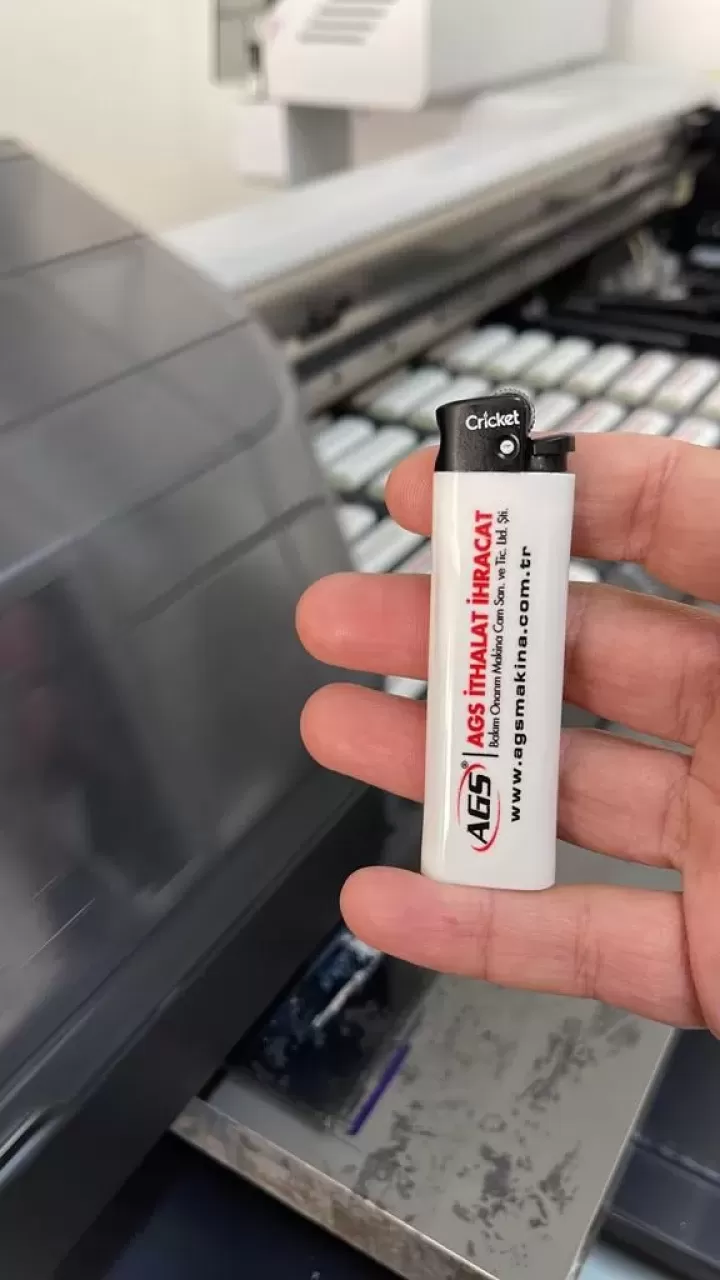 Cricket
AGS®
AGS İTHALAT İHRACAT
Bakım Onarım Makina Cam San. ve Tic. Ltd. Şti.
www.agsmakina.com.tr